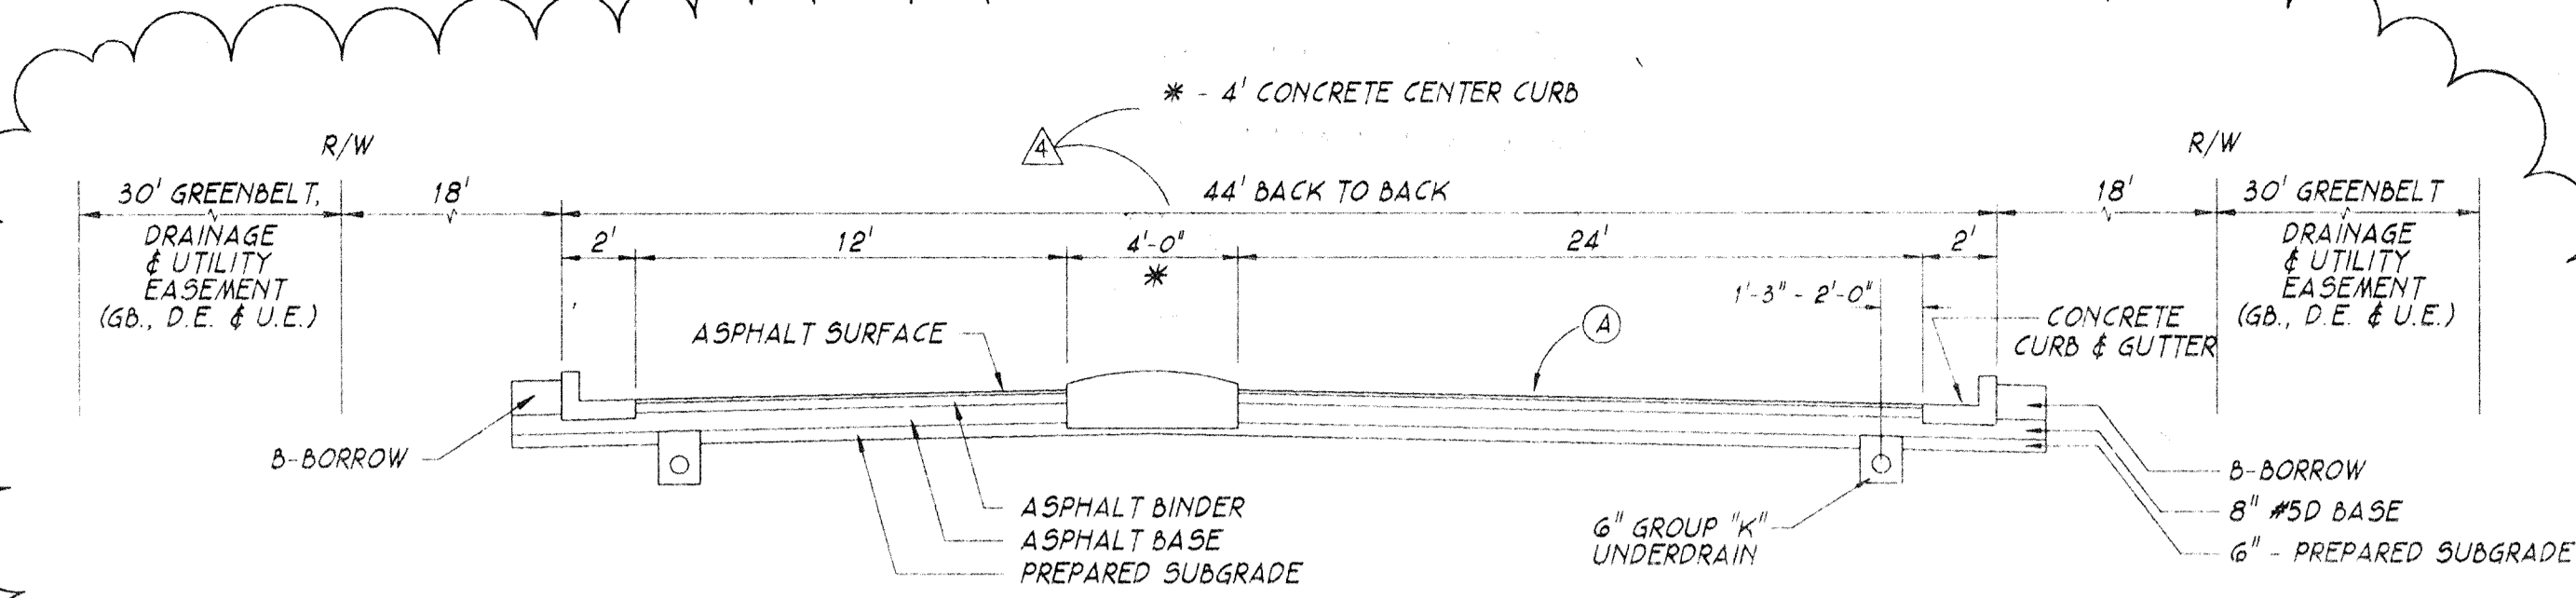 * - 4' CONCRETE CENTER CURB
4
R/W
R/W
30' GREENBELT,
DRAINAGE
& UTILITY
EASEMENT
(GB., D.E. & U.E.)
18'
44' BACK TO BACK
18'
30' GREENBELT
DRAINAGE
& UTILITY
EASEMENT
(GB., D.E. & U.E.)
2'
12'
4'-0"
*
24'
2'
1'-3" - 2'-0"
ASPHALT SURFACE
A
CONCRETE
CURB & GUTTER
B-BORROW
ASPHALT BINDER
ASPHALT BASE
PREPARED SUBGRADE
6" GROUP "K"
UNDERDRAIN
B-BORROW
8" #5D BASE
6" - PREPARED SUBGRADE